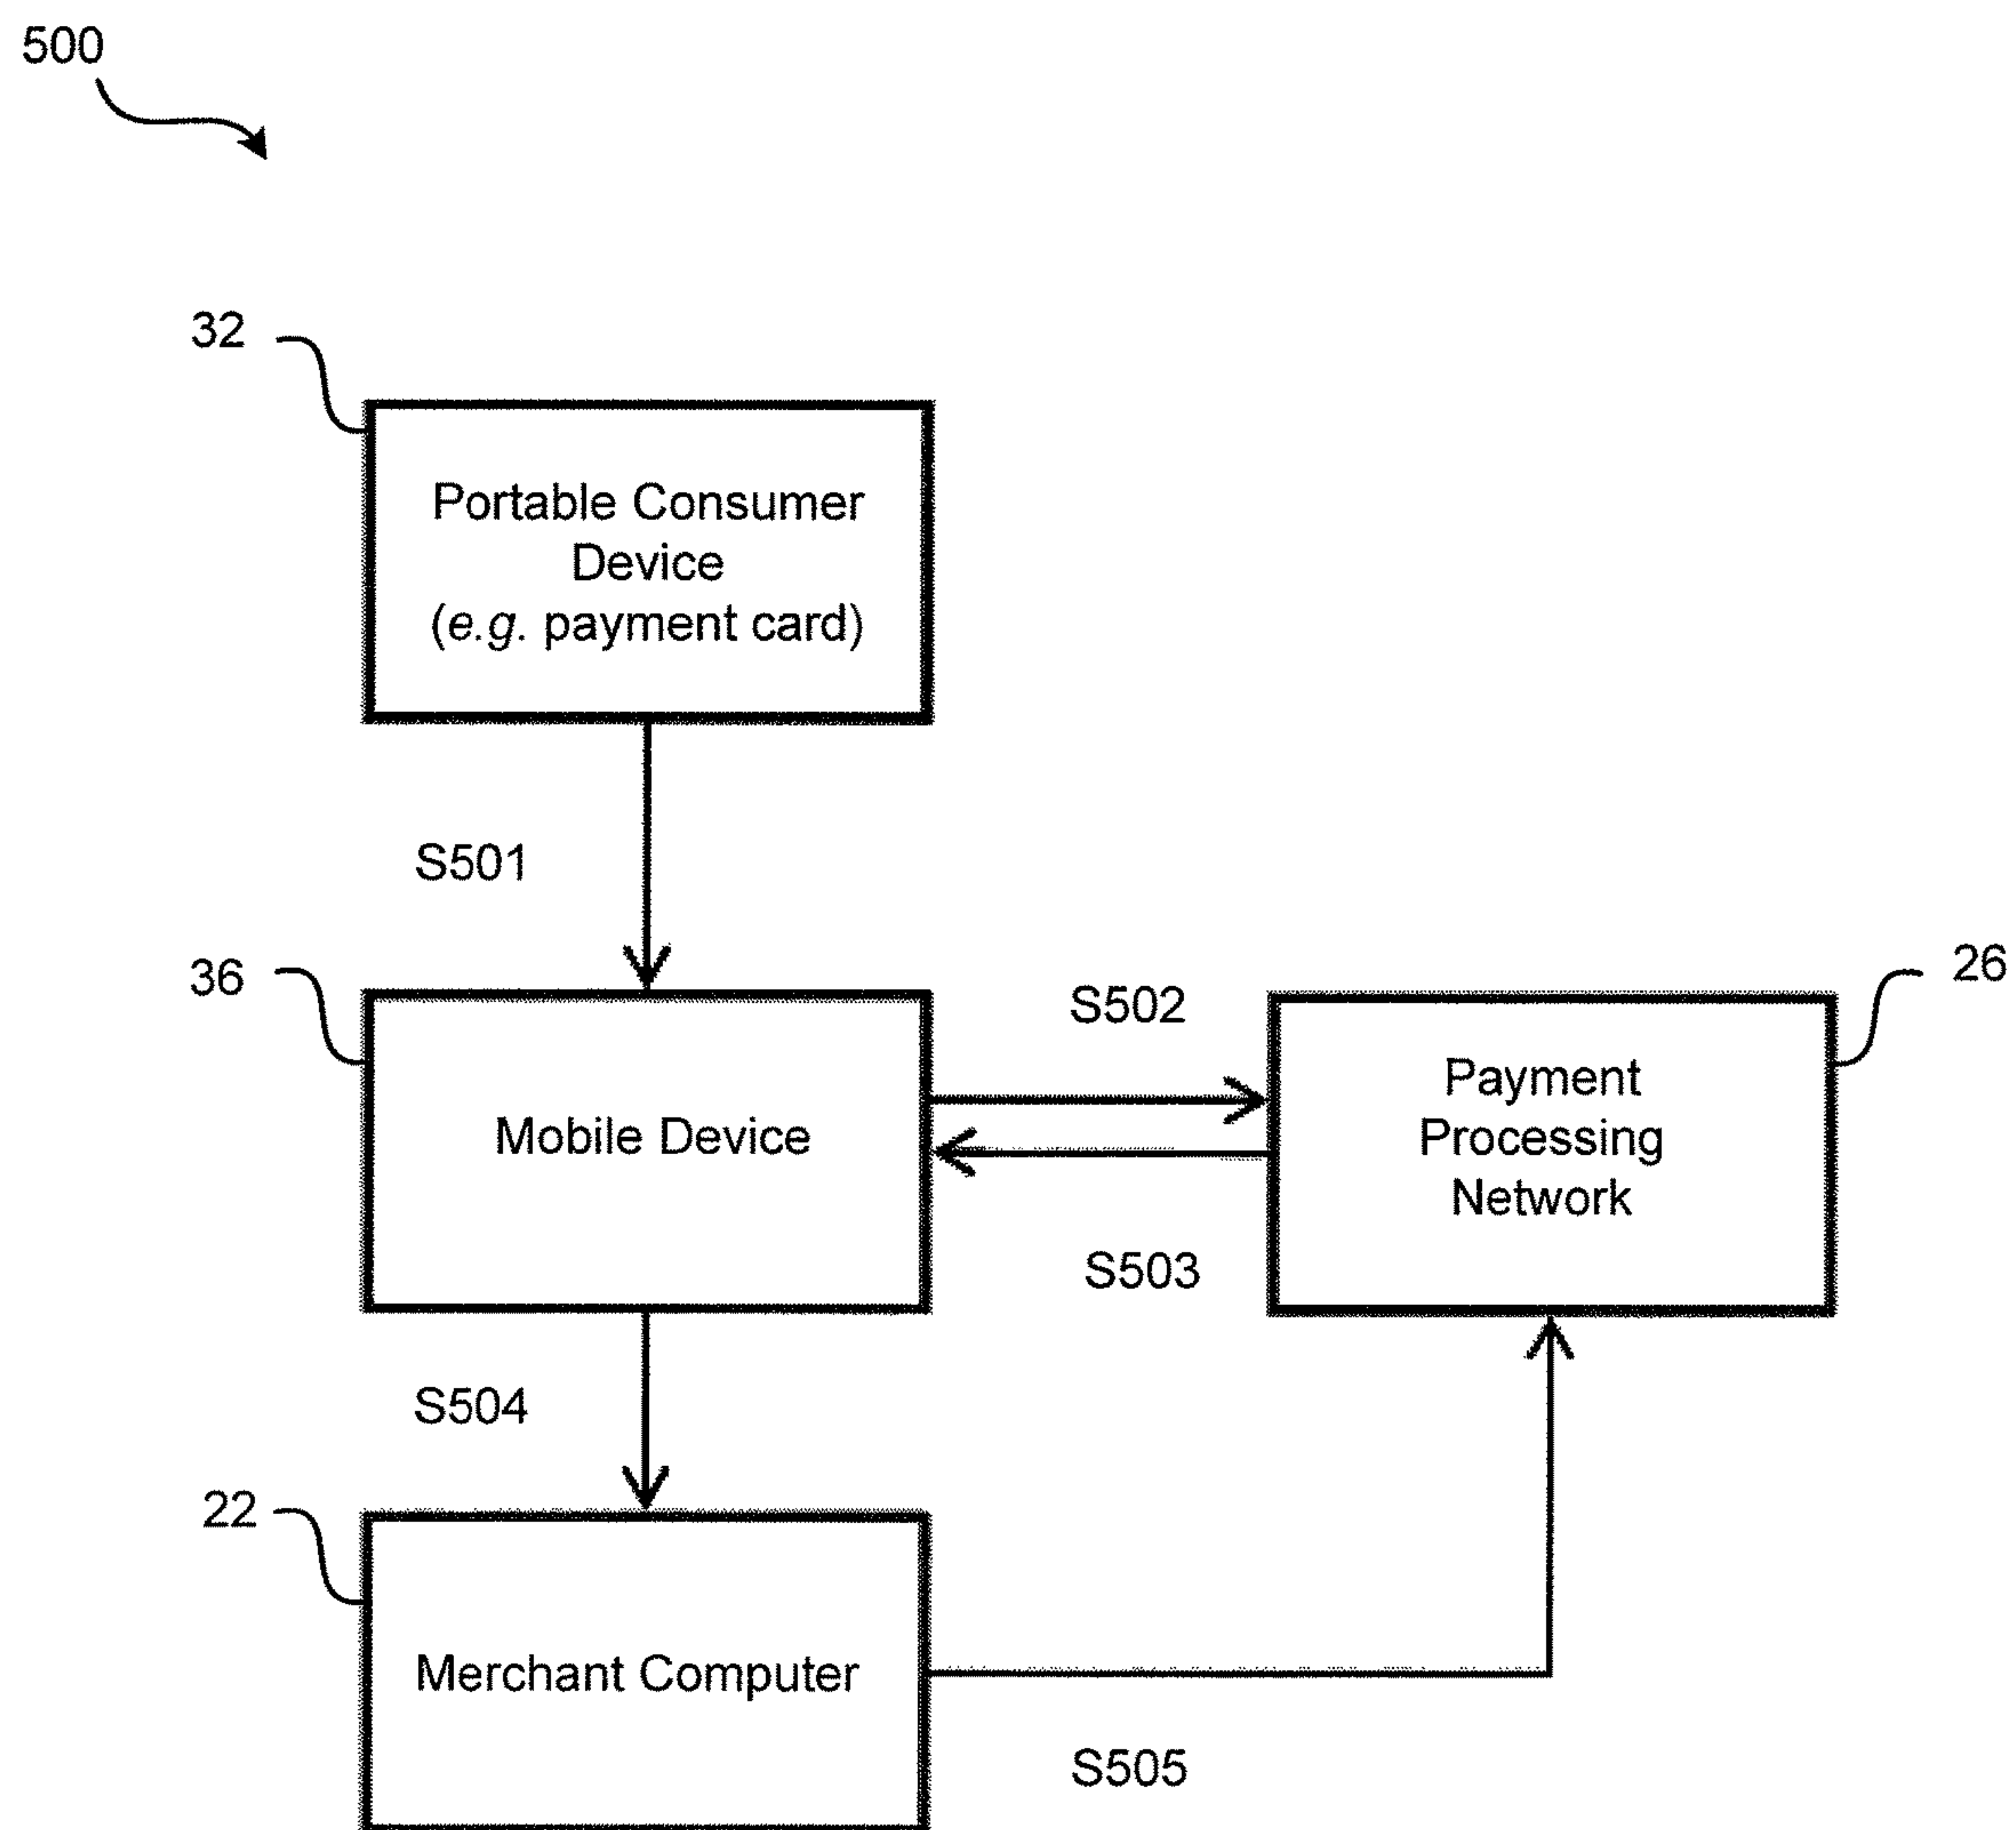 500
32
Portable Consumer
Device
(e.g. payment card)
S501
36
26
S502
Mobile Device
Payment
Processing
Network
S503
S504
22
Merchant Computer
S505